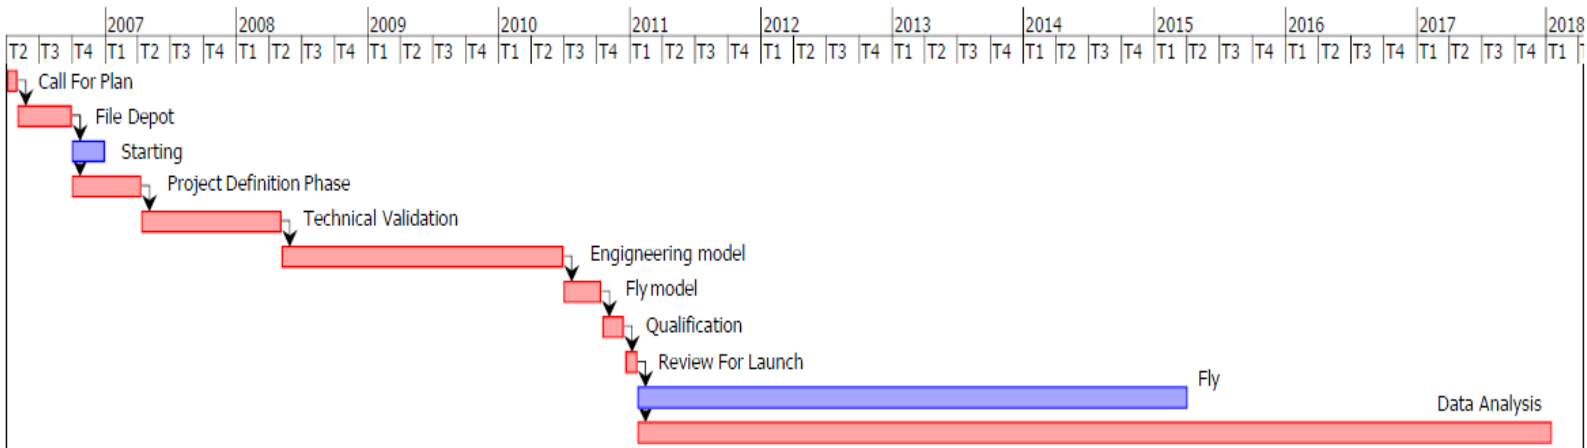 2007 2008 2009 2010 2011 2012 2013 2014 2015 2016 2017 2018
T2 T3 T4 T1 T2 T3 T4 T1 T2 T3 T4 T1 T2 T3 T4 T1 T2 T3 T4 T1 T2 T3 T4 T1 T2 T3 T4 T1 T2 T3 T4 T1 T2 T3 T4 T1 T2 T3 T4 T1 T2 T3 T4 T1 T2 T3 T4 T1
Call For Plan
File Depot
Starting
Project Definition Phase
Technical Validation
Engigneering model
Fly model
Qualification
Review For Launch
Fly
Data Analysis